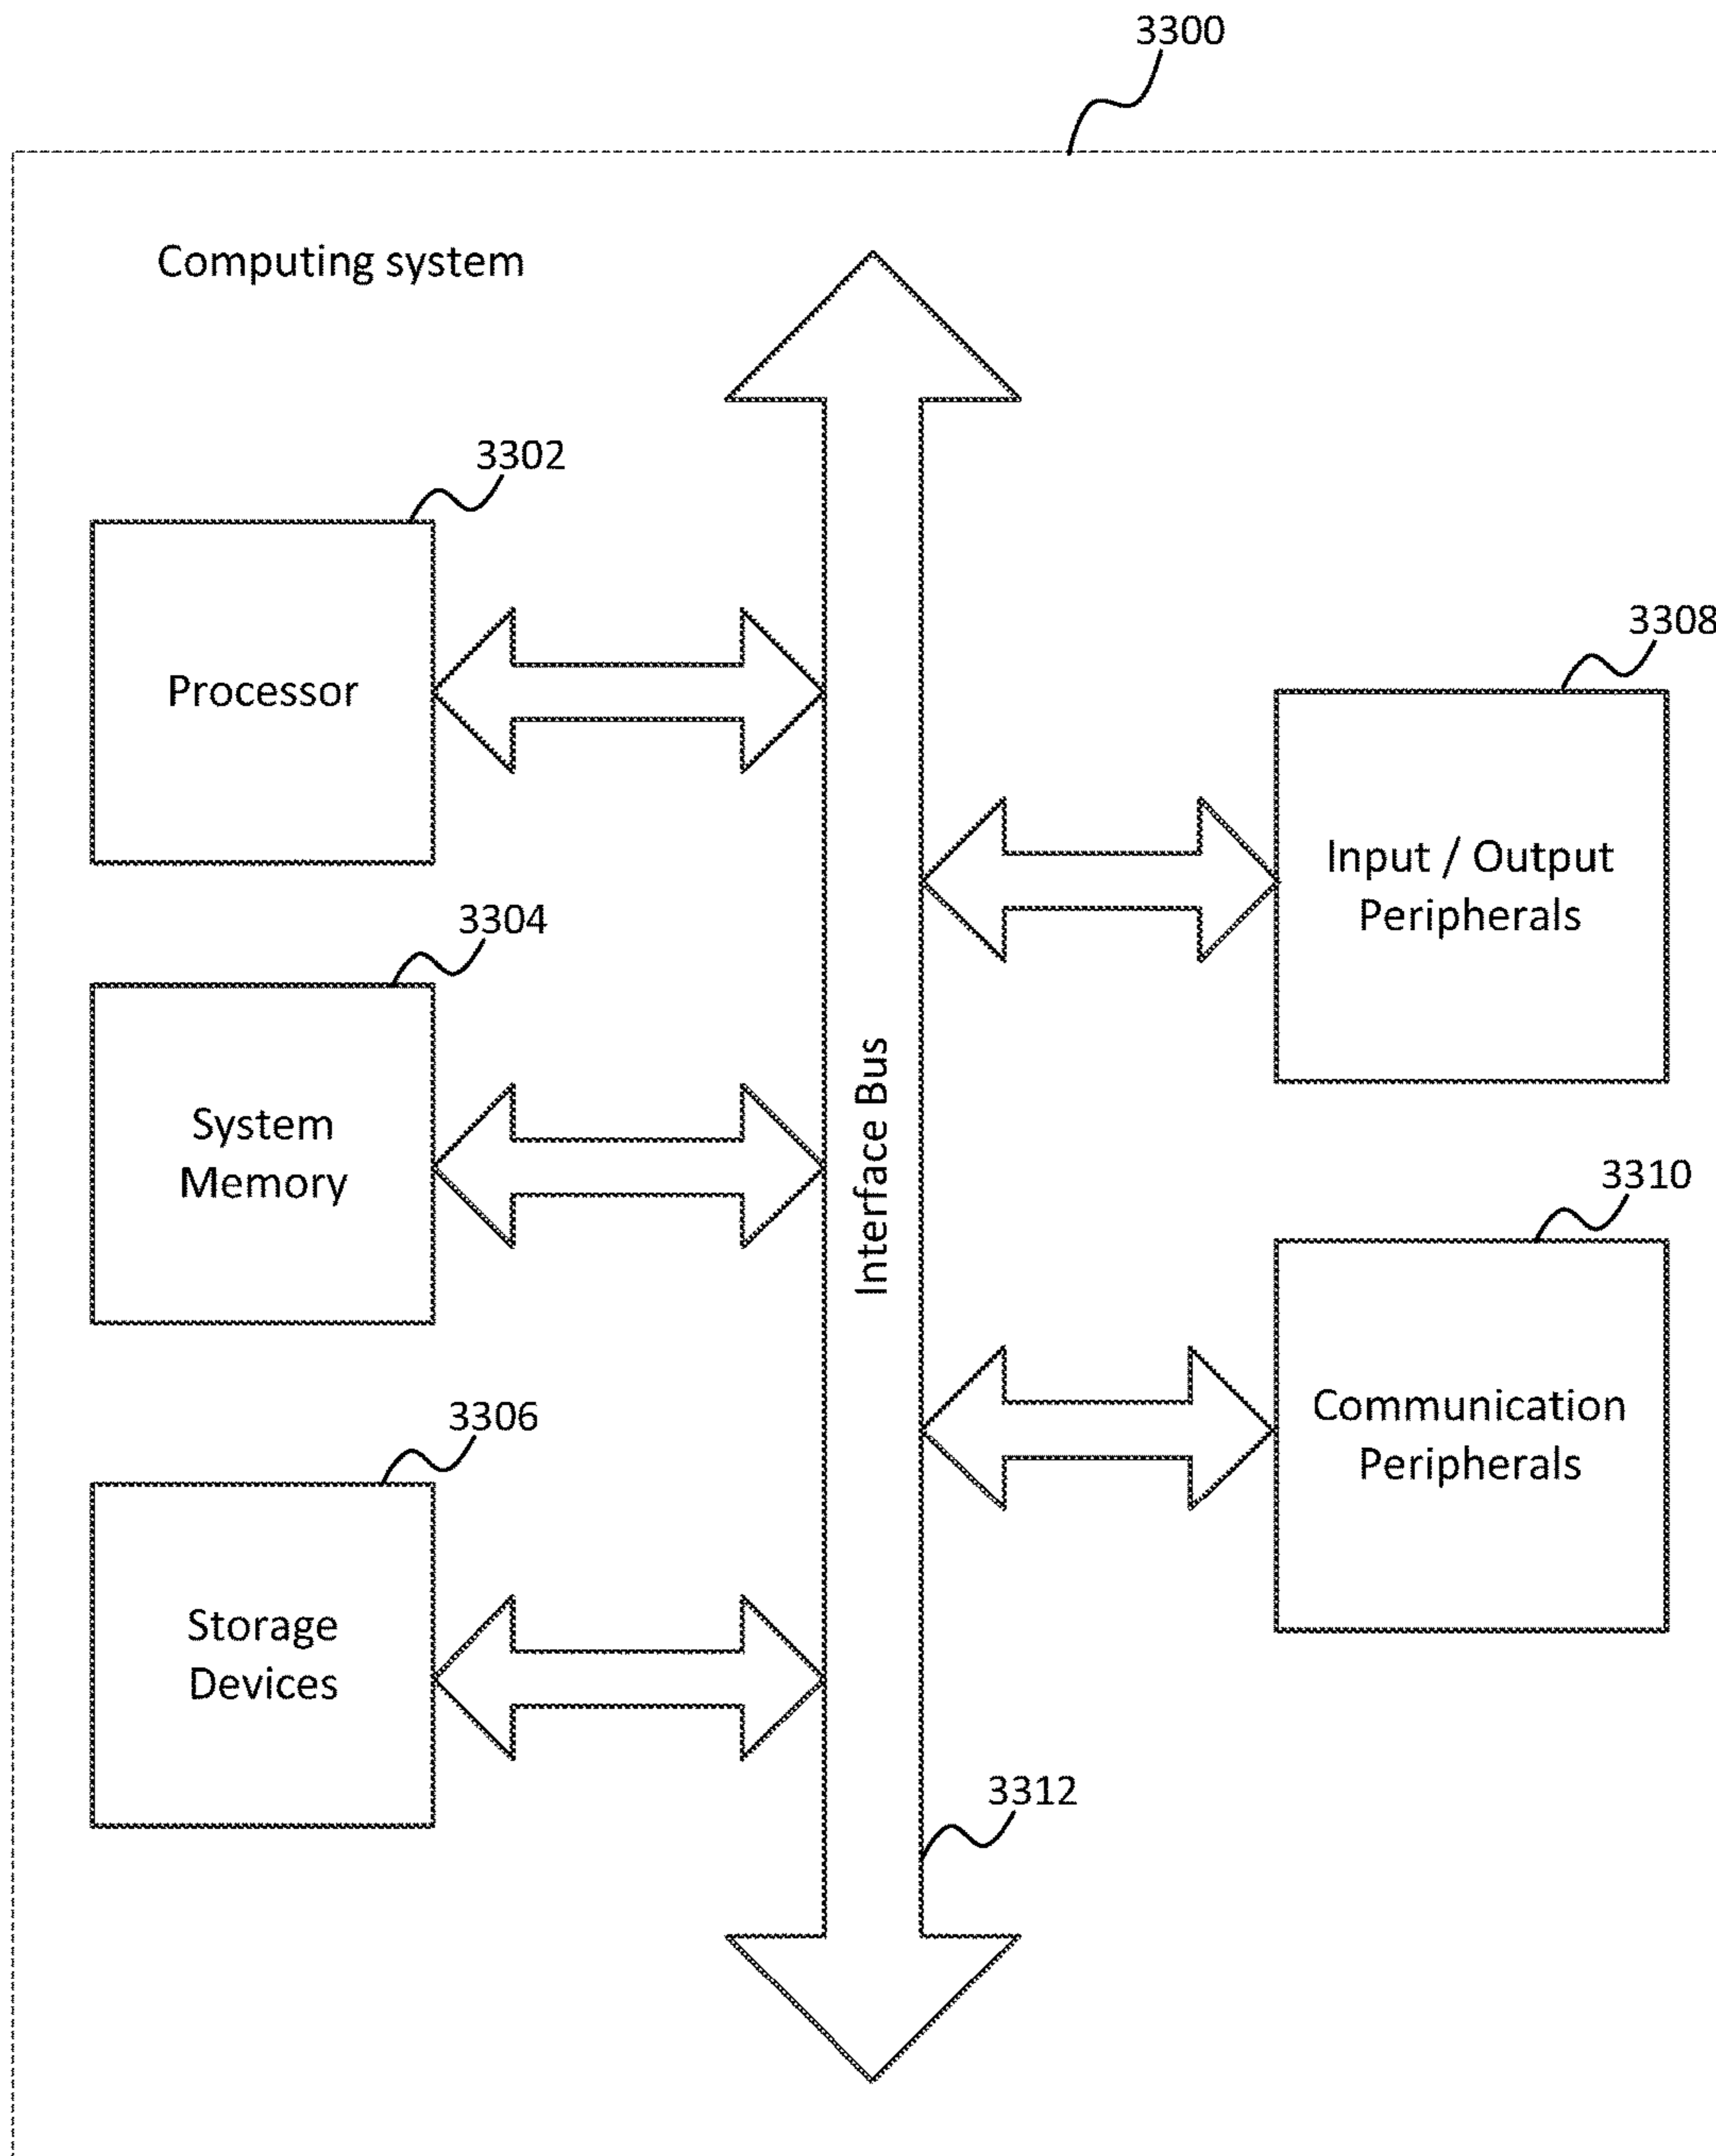 3300
Computing system
3302
Processor
3308
Input / Output
Peripherals
3304
System
Memory
Interface Bus
3310
Communication
Peripherals
3306
Storage
Devices
3312